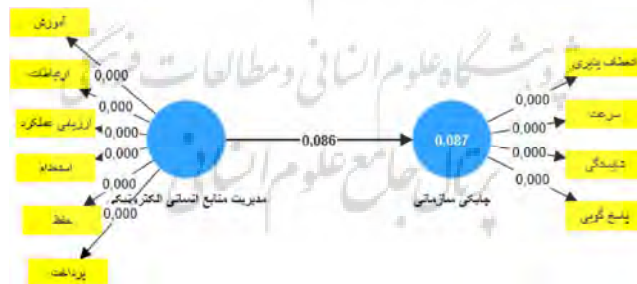 آموزش
ارتباطات
ارزیابی عملکرد
استخدام
حفظ
پرداخت
0,000
0,000
0,000
0,000
0,000
0,000
مدیریت منابع انسانی الکترونیکی
0,086
0,087
چابکی سازمانی
0,000
0,000
0,000
0,000
انعطاف پذیری
سرعت
شایستگی
پاسخ گویی
پژوهشگاه علوم انسانی و مطالعات فرهنگی
پرتال جامع علوم انسانی